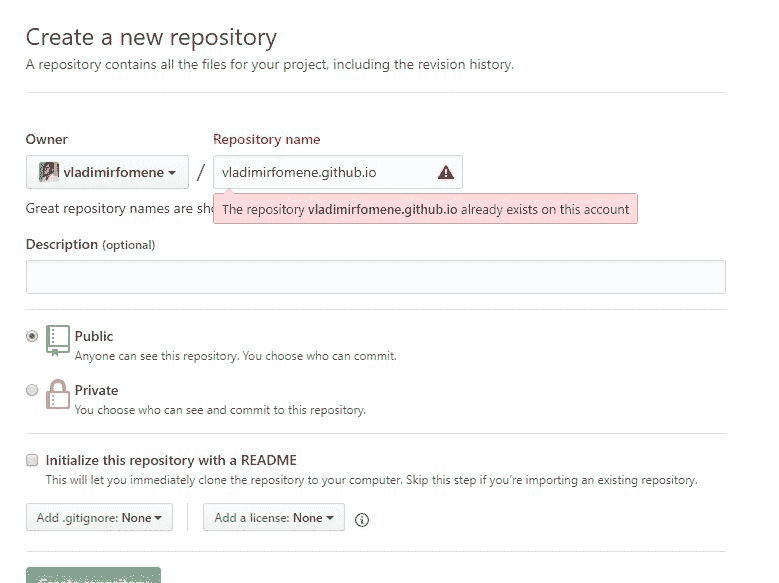 Create a new repository
A repository contains all the files for your project, including the revision history.
Owner
Repository name
vladimirfomene
/
vladimirfomene.github.io
Great repository names are
The repository vladimirfomene.github.io already exists on this account
Description (optional)
Public
Anyone can see this repository. You choose who can commit.
Private
You choose who can see and commit to this repository.
Initialize this repository with a README
This will let you immediately clone the repository to your computer. Skip this step if you’re importing an existing repository.
Add .gitignore: None
Add a license: None